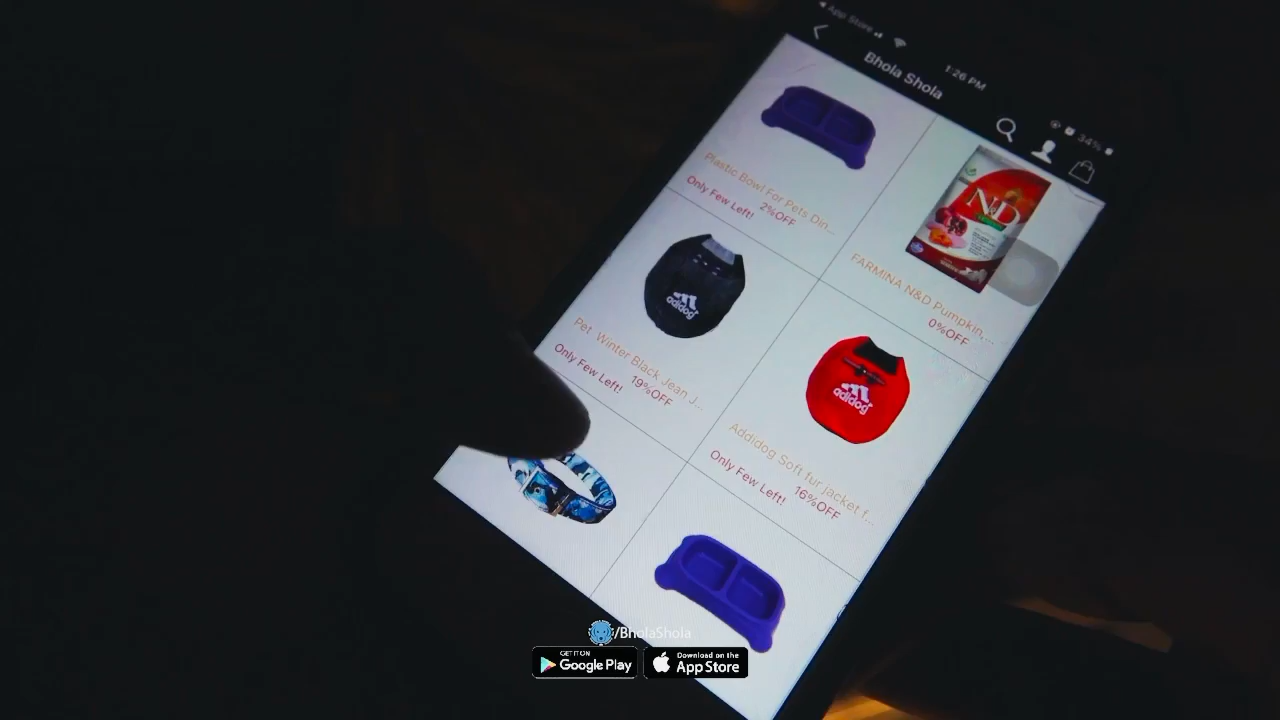 App Store
1:26 PM
34%
Bhola Shola
Plastic Bowl For Pets Din...
Only Few Left! 2%OFF
N&D
FARMINA N&D Pumpkin,...
0%OFF
adidog
Pet Winter Black Jean J...
Only Few Left! 19%OFF
adidog
Addidog Soft fur jacket f...
Only Few Left! 16%OFF
/BholaShola
GET IT ON
Google Play
Download on the
App Store